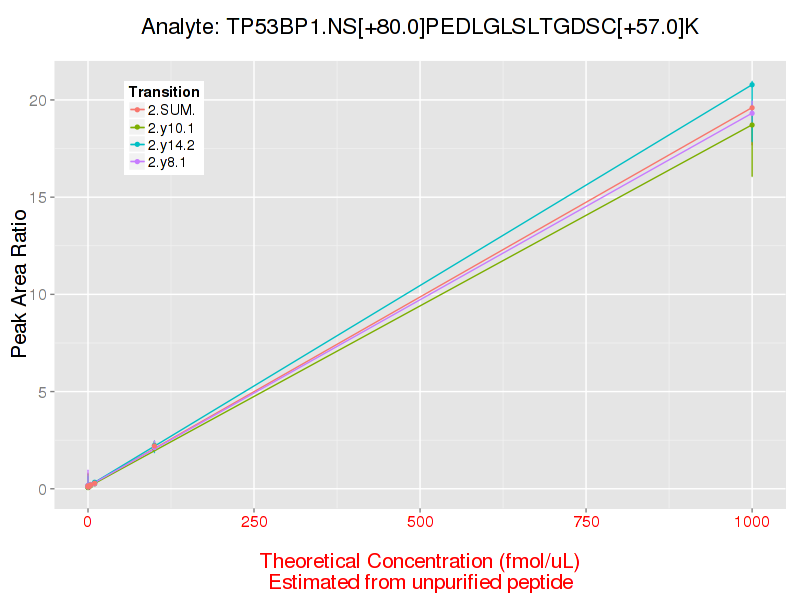 Analyte: TP53BP1.NS[+80.0]PEDLGLSLTGDSC[+57.0]K
Transition
2.SUM.
2.y10.1
2.y14.2
2.y8.1
Peak Area Ratio
20
15
10
5
0
0 250 500 750 1000
Theoretical Concentration (fmol/uL)
Estimated from unpurified peptide